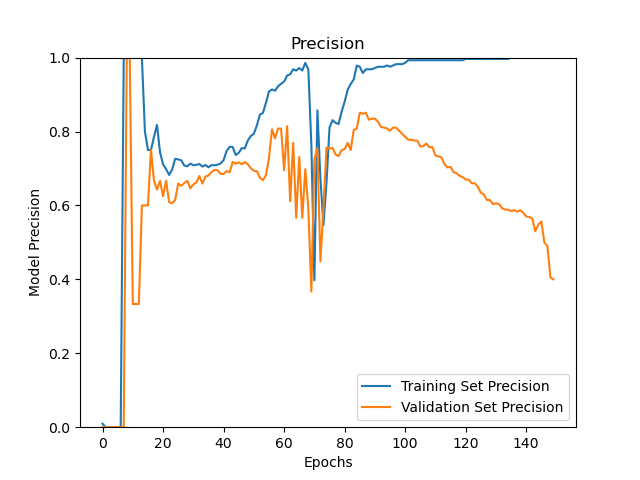 Precision
1.0
0.8
0.6
0.4
0.2
0.0
Model Precision
0 20 40 60 80 100 120 140
Epochs
Training Set Precision
Validation Set Precision